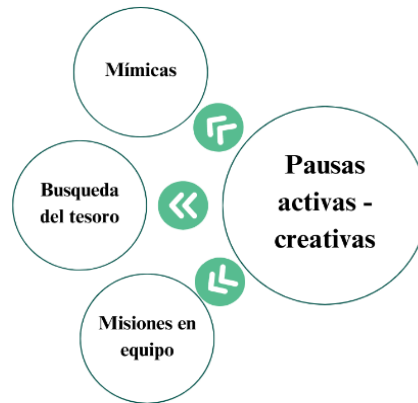 Mímicas
Busqueda
del tesoro
Misiones en
equipo
Pausas
activas -
creativas